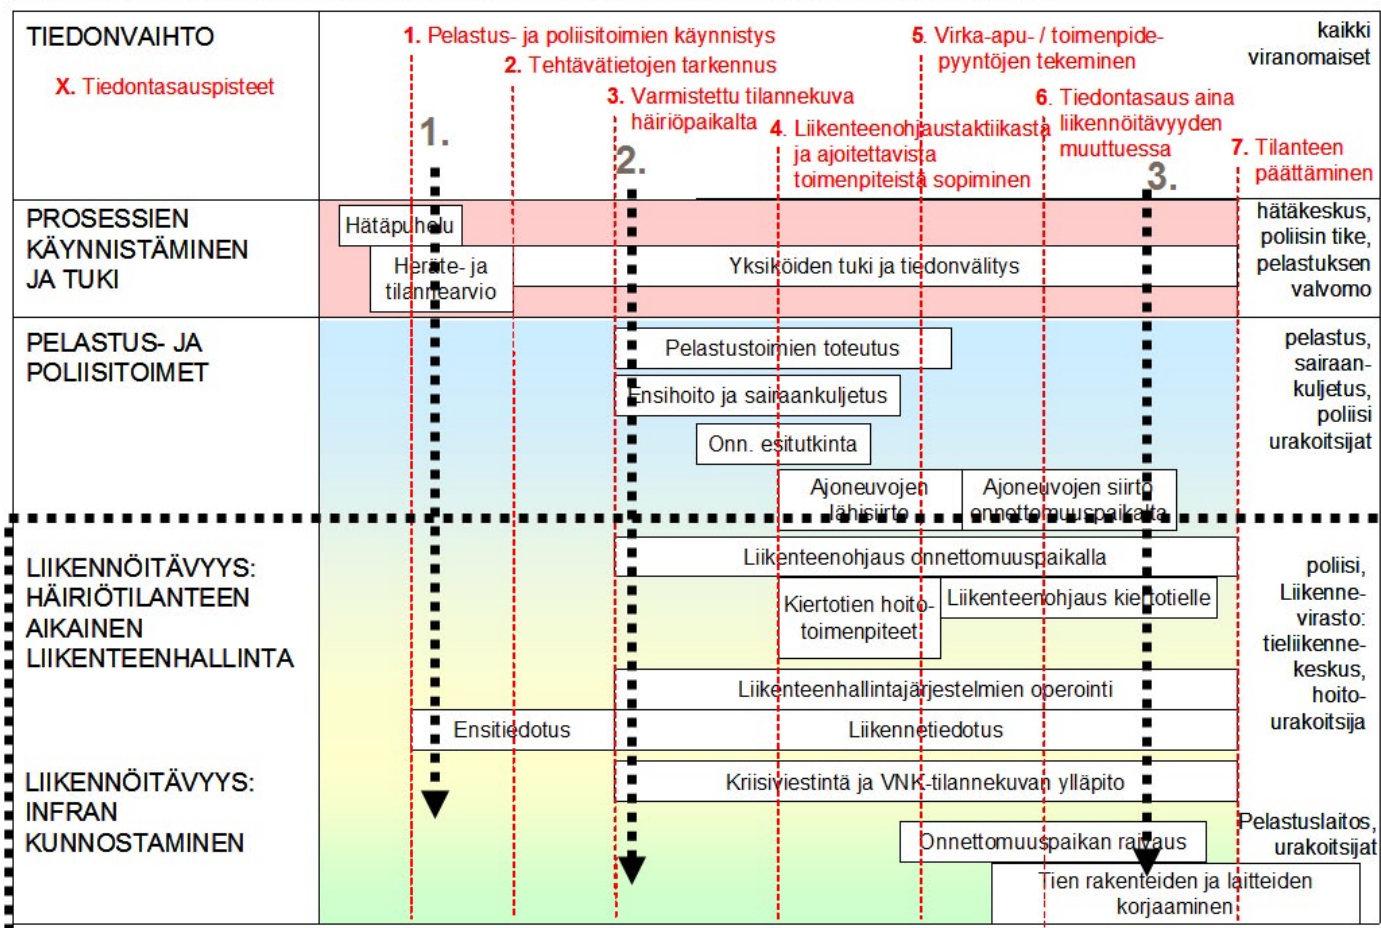 TIEDONVAIHTO
X. Tiedontasauspisteet
1. Pelastus- ja poliisitoimien käynnistys
2. Tehtävätietojen tarkennus
3. Varmistettu tilannekuva
häiriöpaikalta
4. Liikenteenohjaustaktiikasta
ja ajoitettavista
toimenpiteistä sopiminen
5. Virka-apu- / toimenpide-
pyyntöjen tekeminen
6. Tiedontasaus aina
liikennöitävyyden
muuttuessa
7. Tilanteen
päättäminen
kaikki
viranomaiset
1.
2.
3.
PROSESSIEN
KÄYNNISTÄMINEN
JA TUKI
Hätäpuhelu
Heräte- ja
tilannearvio
Yksiköiden tuki ja tiedonvälitys
hätäkeskus,
poliisin tike,
pelastuksen
valvomo
PELASTUS- JA
POLIISITOIMET
Pelastustoimien toteutus
Ensihoito ja sairaankuljetus
Onn. esitutkinta
Ajoneuvojen
lähisiirto
Ajoneuvojen siirto
onnettomuuspaikalta
pelastus,
sairaan-
kuljetus,
poliisi
urakoitsijat
LIIKENNÖITÄVYYS:
HÄIRIÖTILANTEEN
AIKAINEN
LIIKENTEENHALLINTA
Liikenteenohjaus onnettomuuspaikalla
Kiertotien hoito-
toimenpiteet
Liikenteenohjaus kiertotielle
Liikenteenhallintajärjestelmien operointi
Ensitiedotus
Liikennetiedotus
poliisi,
Liikenne-
virasto:
tieliikenne-
keskus,
hoito-
urakoitsija
LIIKENNÖITÄVYYS:
INFRAN
KUNNOSTAMINEN
Kriisiviestintä ja VNK-tilannekuvan ylläpito
Onnettomuuspaikan raivaus
Tien rakenteiden ja laitteiden
korjaaminen
Pelastuslaitos,
urakoitsijat